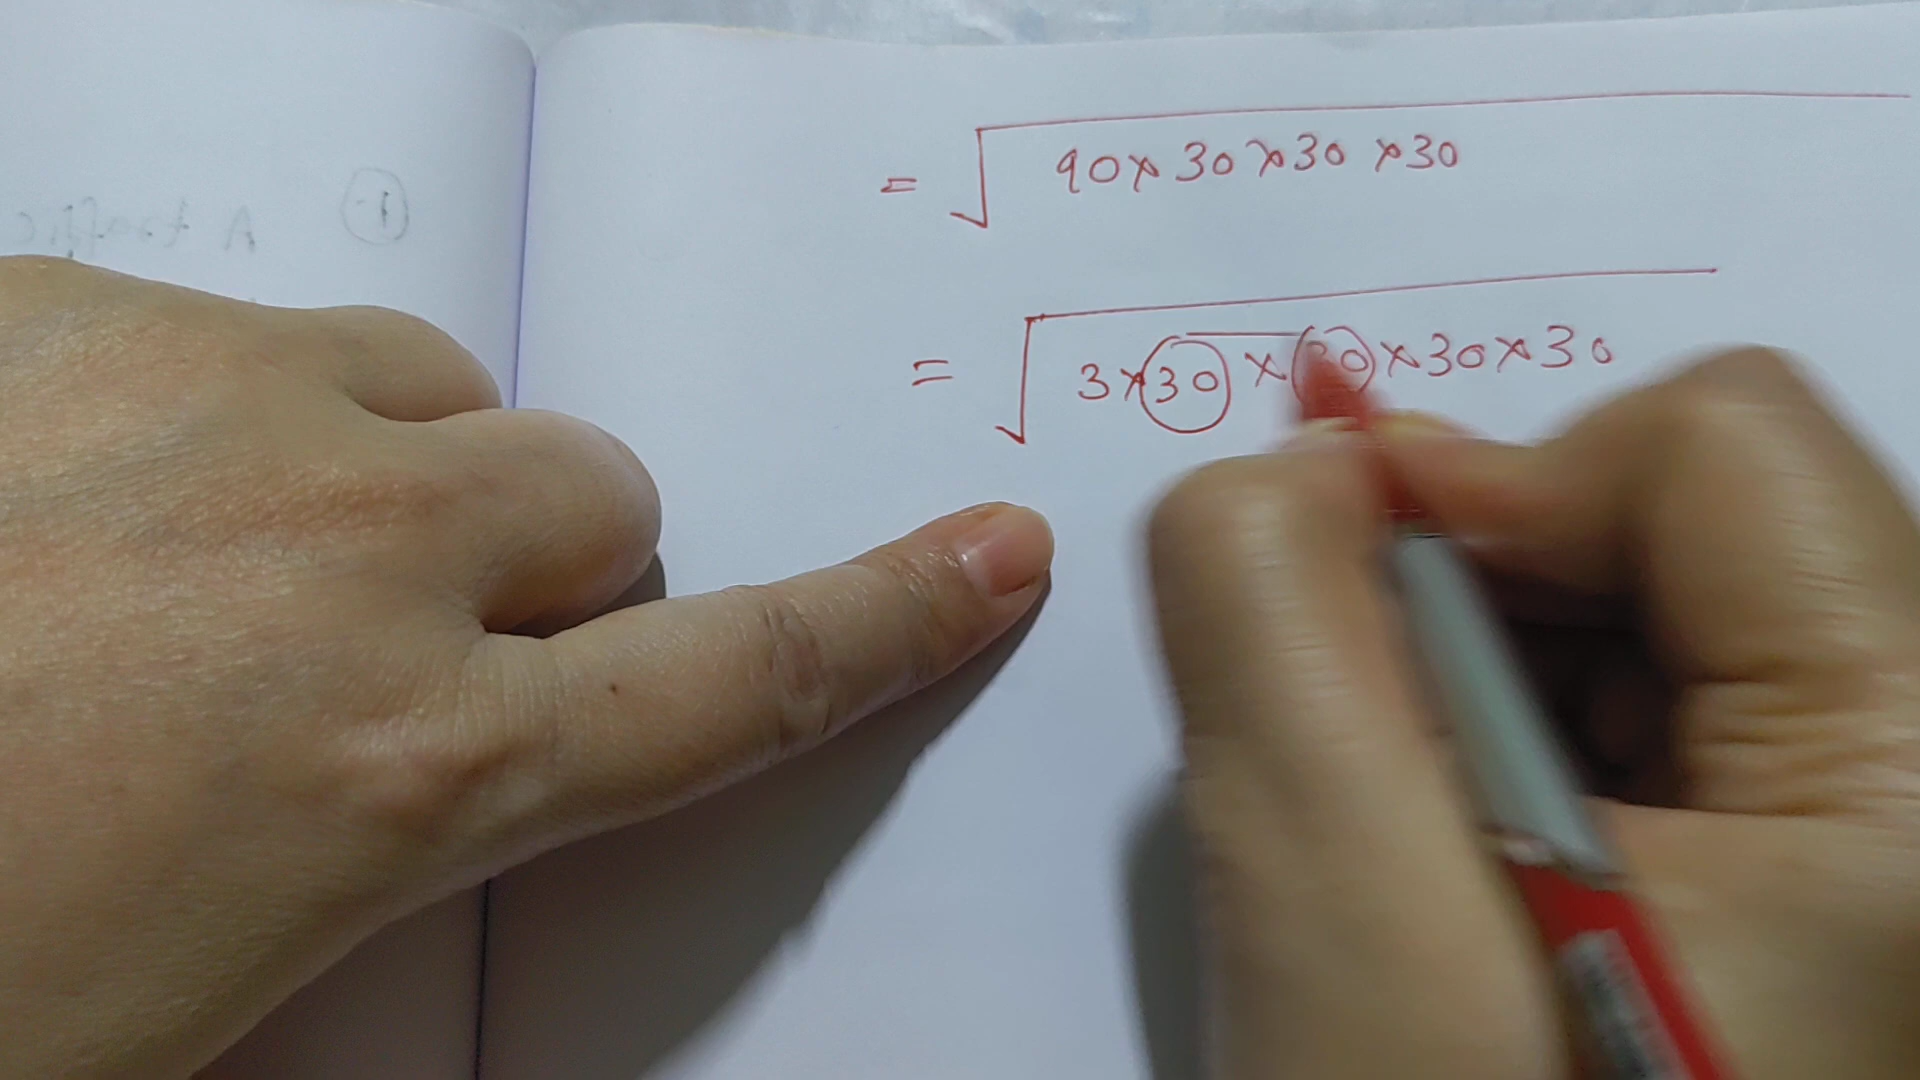 = √ 90 × 30 × 30 × 30
= √ 3 × 30 × 30 × 30 × 30